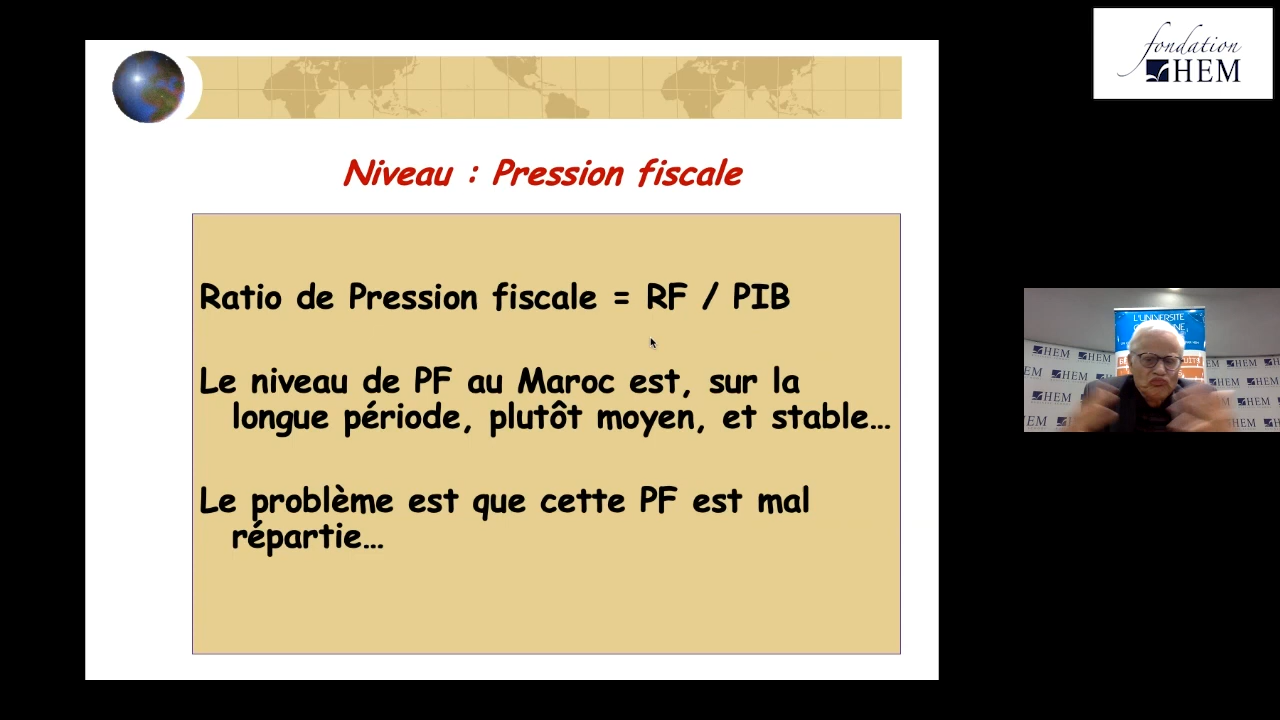 fondation
HEM
Niveau : Pression fiscale
Ratio de Pression fiscale = RF / PIB
Le niveau de PF au Maroc est, sur la
longue période, plutôt moyen, et stable…
Le problème est que cette PF est mal
répartie…
L'UNIVERSITE
HEM
HEM
HEM
HEM
HEM
HEM
HEM
HEM